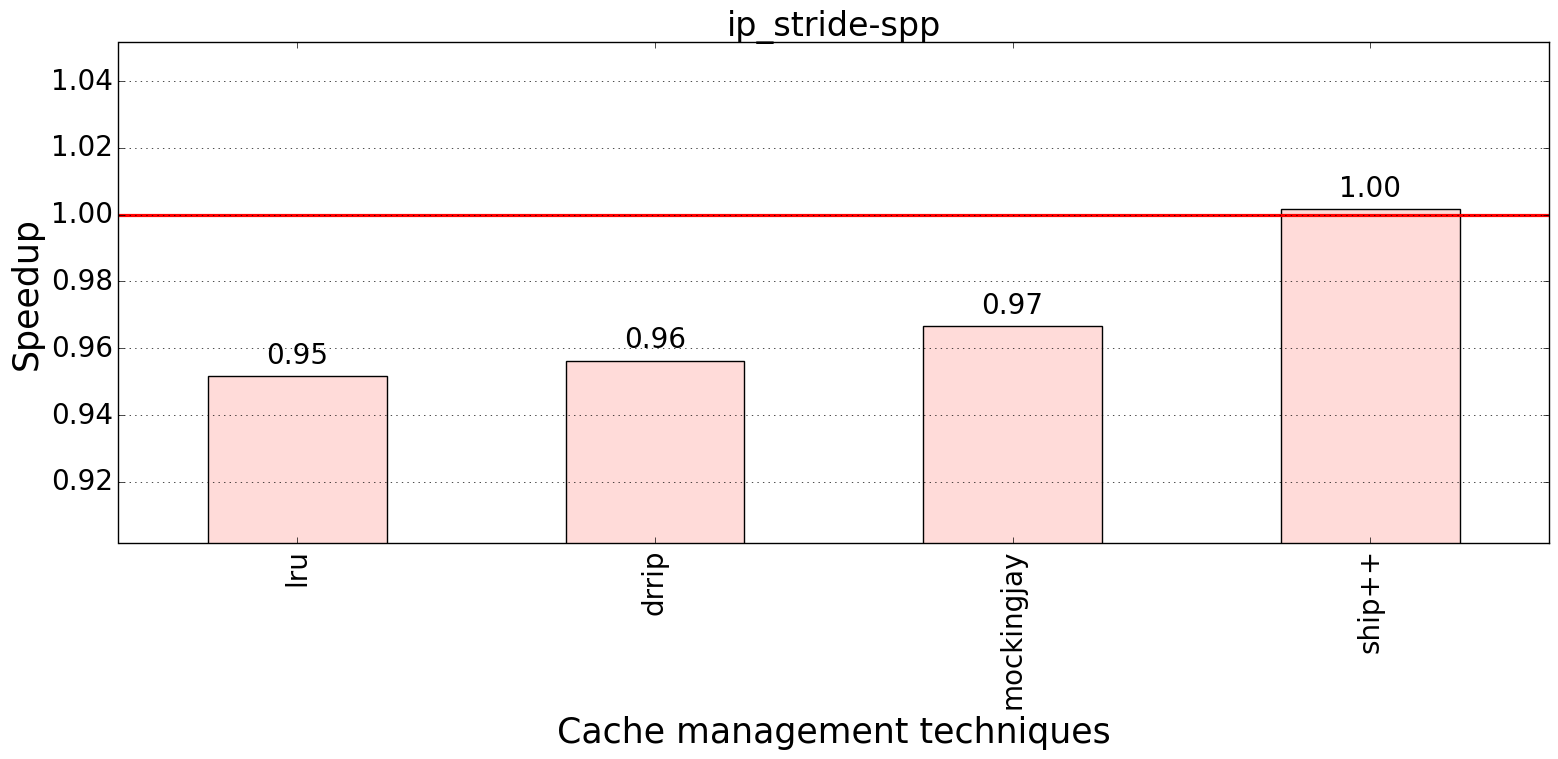 ip_stride-spp
1.04
1.02
1.00
0.98
0.96
0.94
0.92
Speedup
0.95
0.96
0.97
1.00
lru
drrip
mockingjay
ship++
Cache management techniques